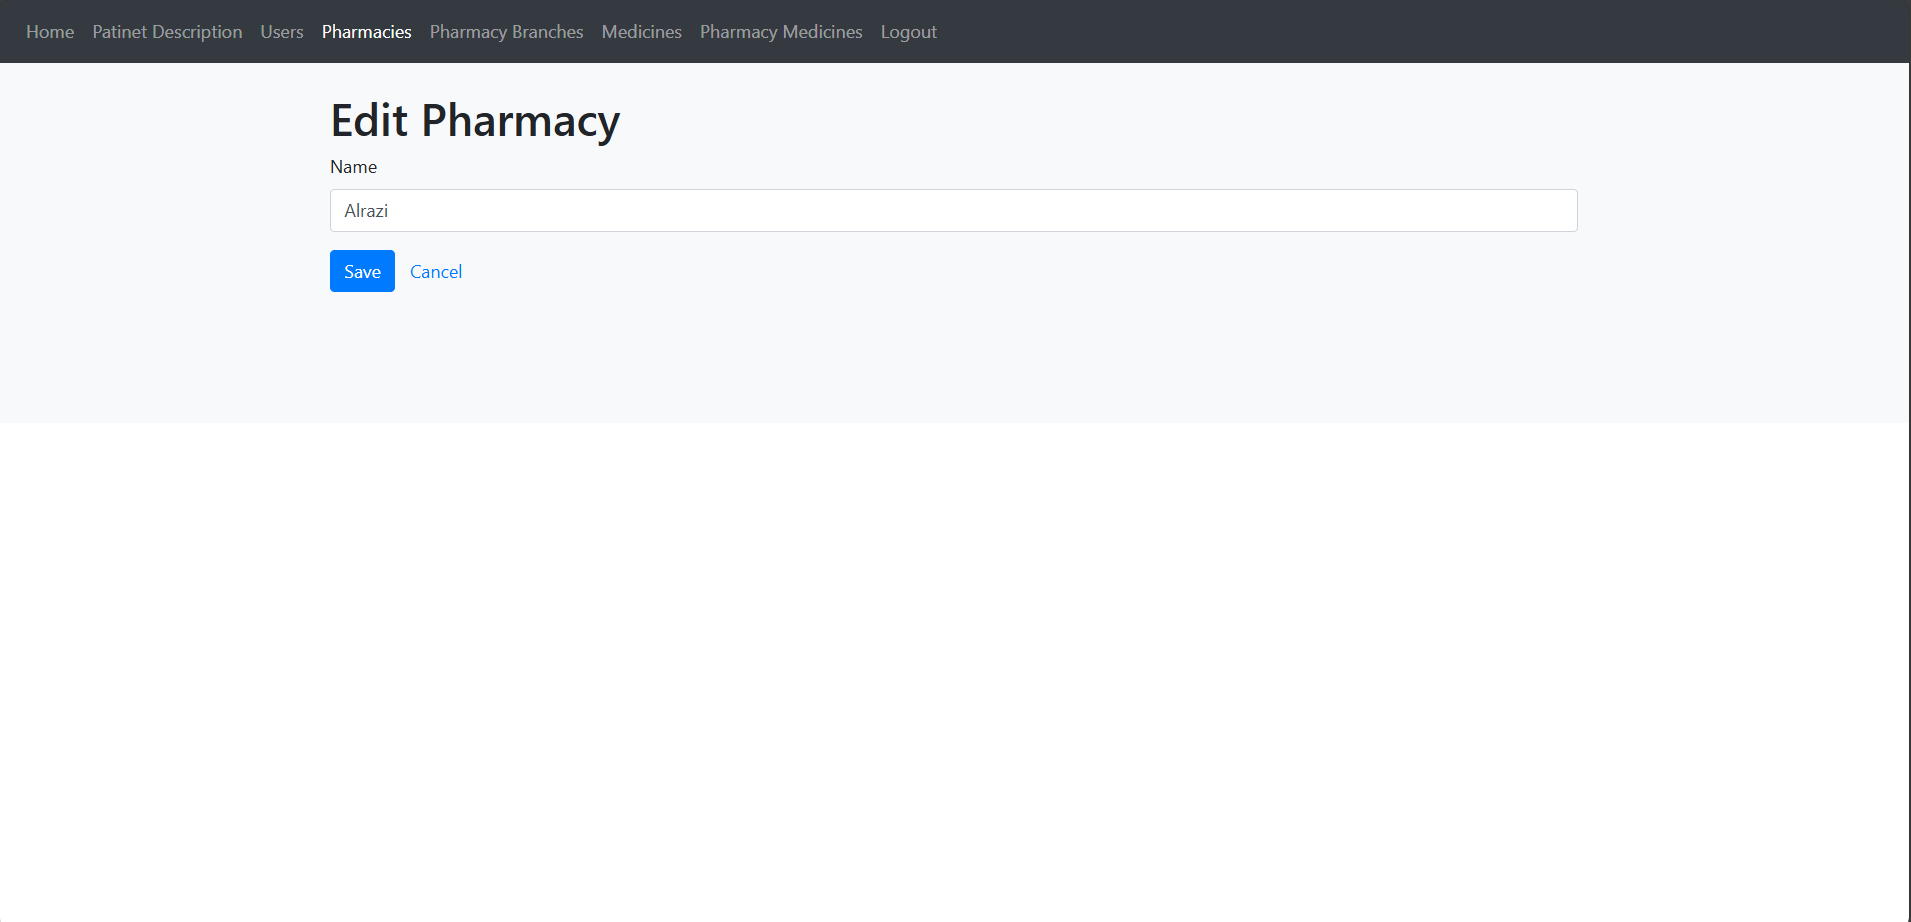 Home Patinet Description Users Pharmacies Pharmacy Branches Medicines Pharmacy Medicines Logout
Edit Pharmacy
Name
Alrazi
Save Cancel